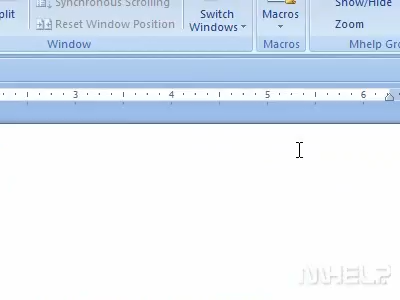 plit
Synchronous Scrolling
Reset Window Position
Switch
Windows
Macros
Show/Hide
Zoom
Window
Macros
Mhelp Gro
3 4 5 6
MHELP